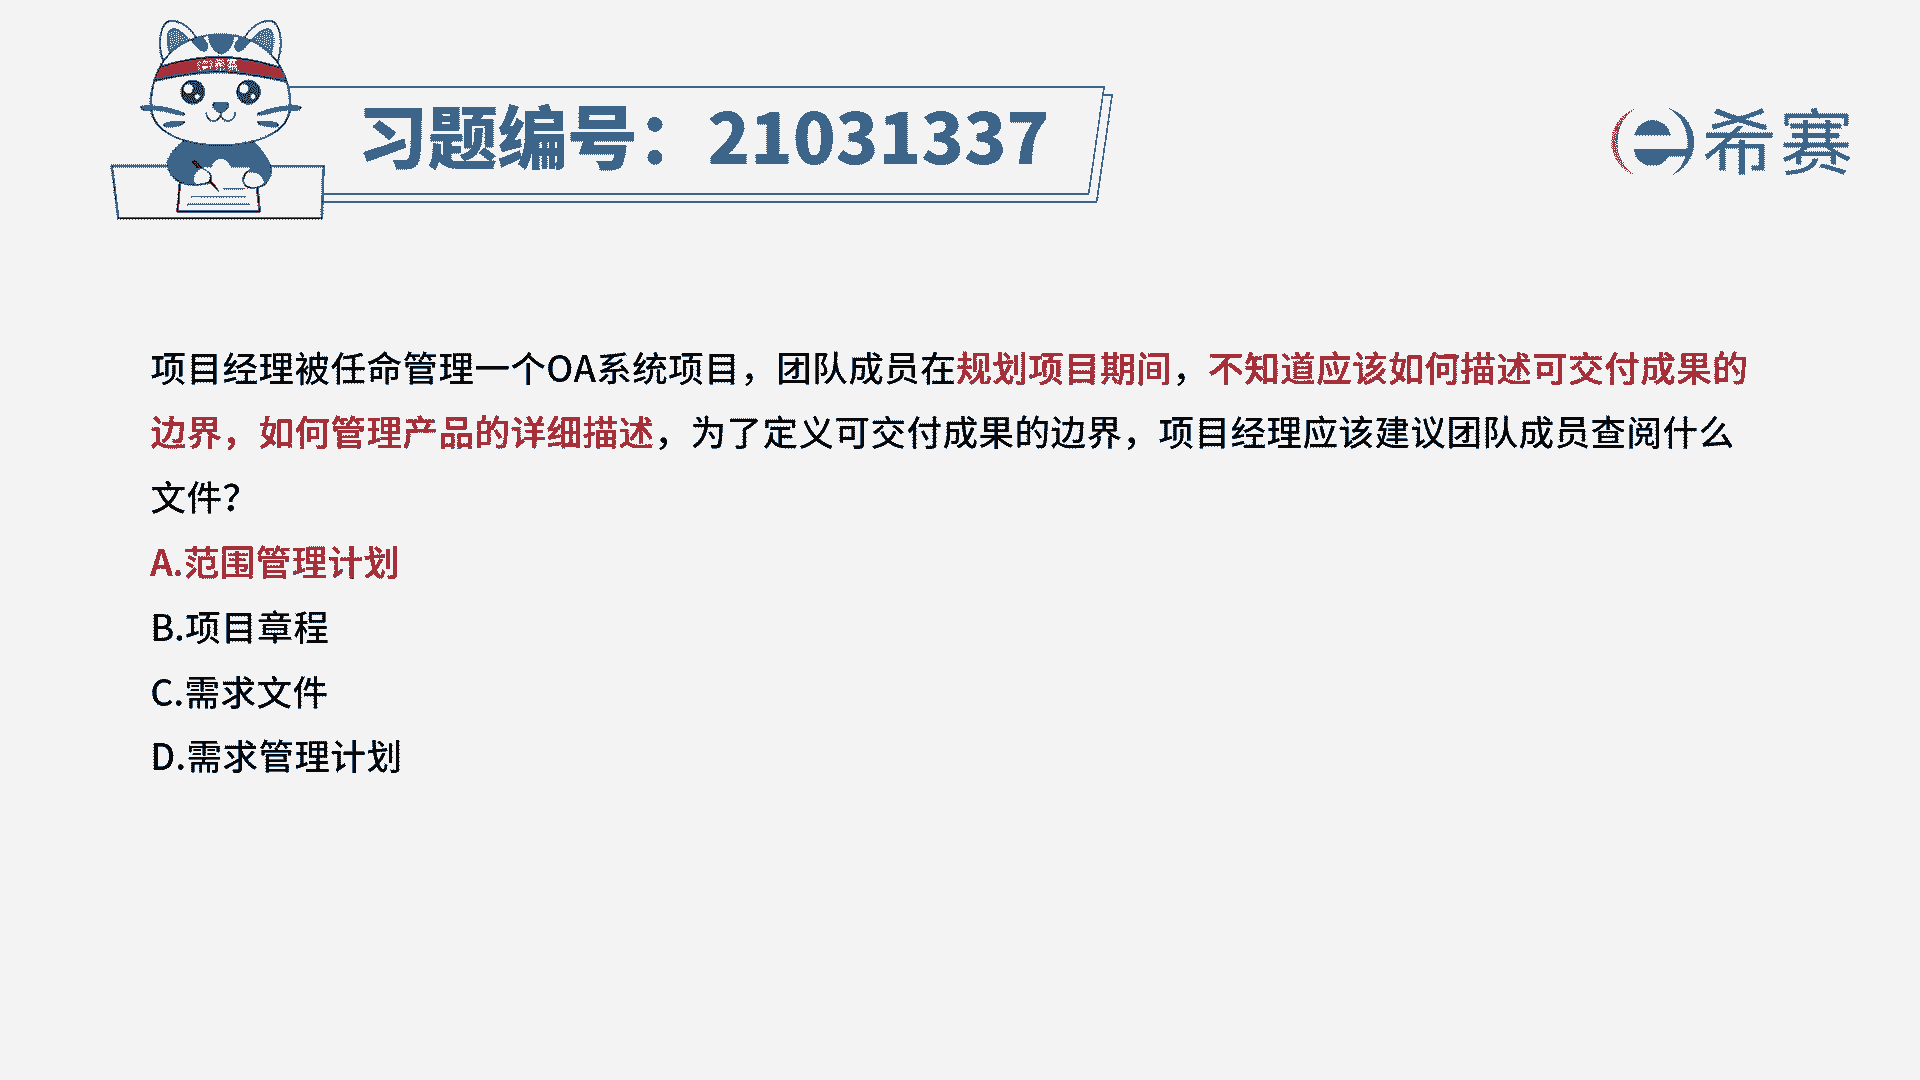 习题编号：21031337
希赛
项目经理被任命管理一个OA系统项目，团队成员在规划项目期间，不知道应该如何描述可交付成果的
边界，如何管理产品的详细描述，为了定义可交付成果的边界，项目经理应该建议团队成员查阅什么
文件？
A.范围管理计划
B.项目章程
C.需求文件
D.需求管理计划